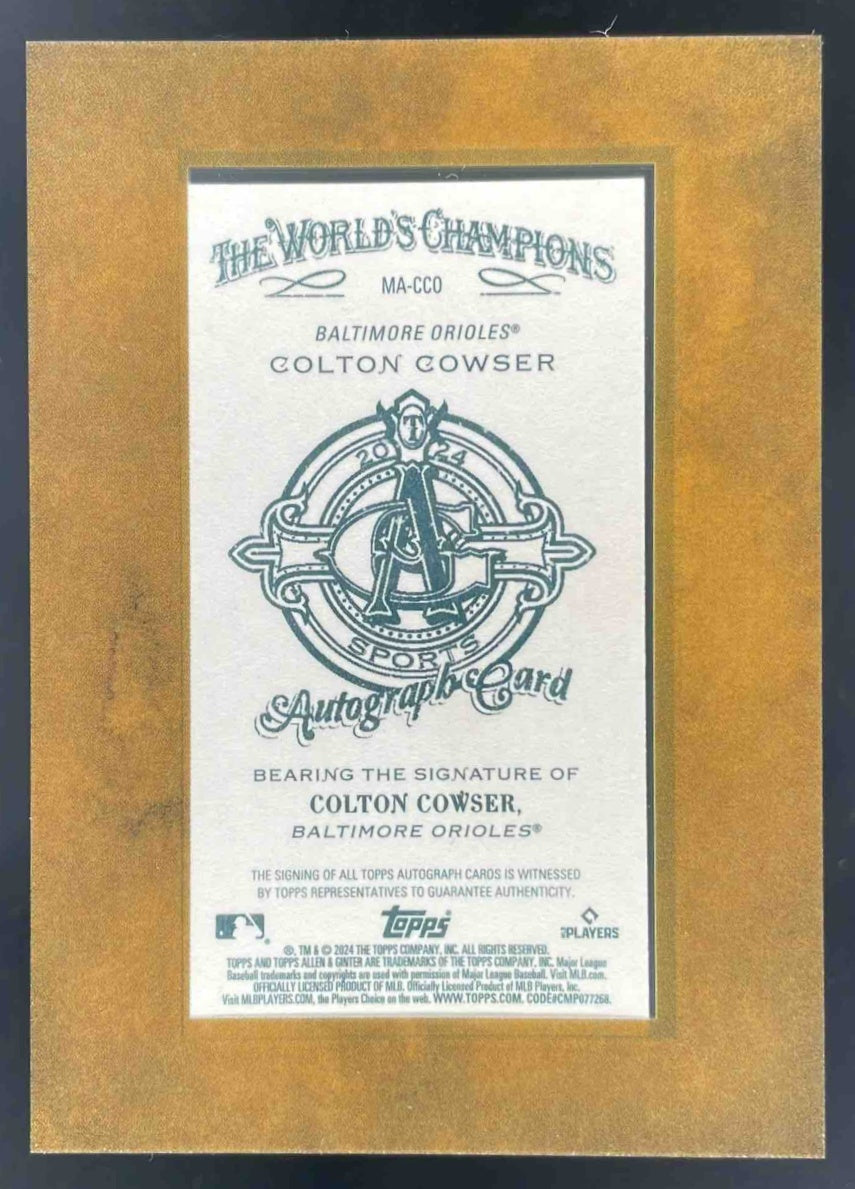 THE WORLD'S CHAMPIONS
MA-CCO
BALTIMORE ORIOLES®
COLTON COWSER
T
20 24
A&G
SPORTS
Autograph Card
BEARING THE SIGNATURE OF
COLTON COWSER,
BALTIMORE ORIOLES®
THE SIGNING OF ALL TOPPS AUTOGRAPH CARDS IS WITNESSED
BY TOPPS REPRESENTATIVES TO GUARANTEE AUTHENTICITY.
topps PLAYERS
®, TM & © 2024 THE TOPPS COMPANY, INC. ALL RIGHTS RESERVED.
TOPPS AND TOPPS ALLEN & GINTER ARE TRADEMARKS OF THE TOPPS COMPANY, INC. Major League
Baseball trademarks and copyrights are used with permission of Major League Baseball. Visit MLB.com.
OFFICIALLY LICENSED PRODUCT OF MLB. Officially Licensed Product of MLB Players, Inc.
Visit MLBPLAYERS.COM, the Players Choice on the web. WWW.TOPPS.COM. CODE#CMP077268.